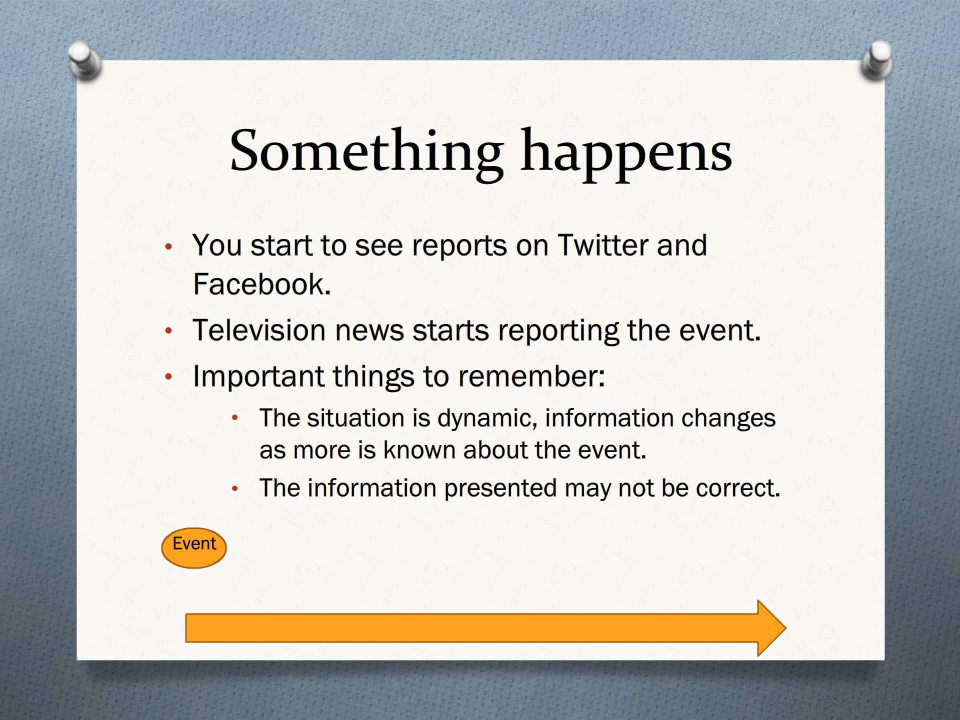 Something happens
• You start to see reports on Twitter and
Facebook.
• Television news starts reporting the event.
• Important things to remember:
• The situation is dynamic, information changes
as more is known about the event.
• The information presented may not be correct.
Event